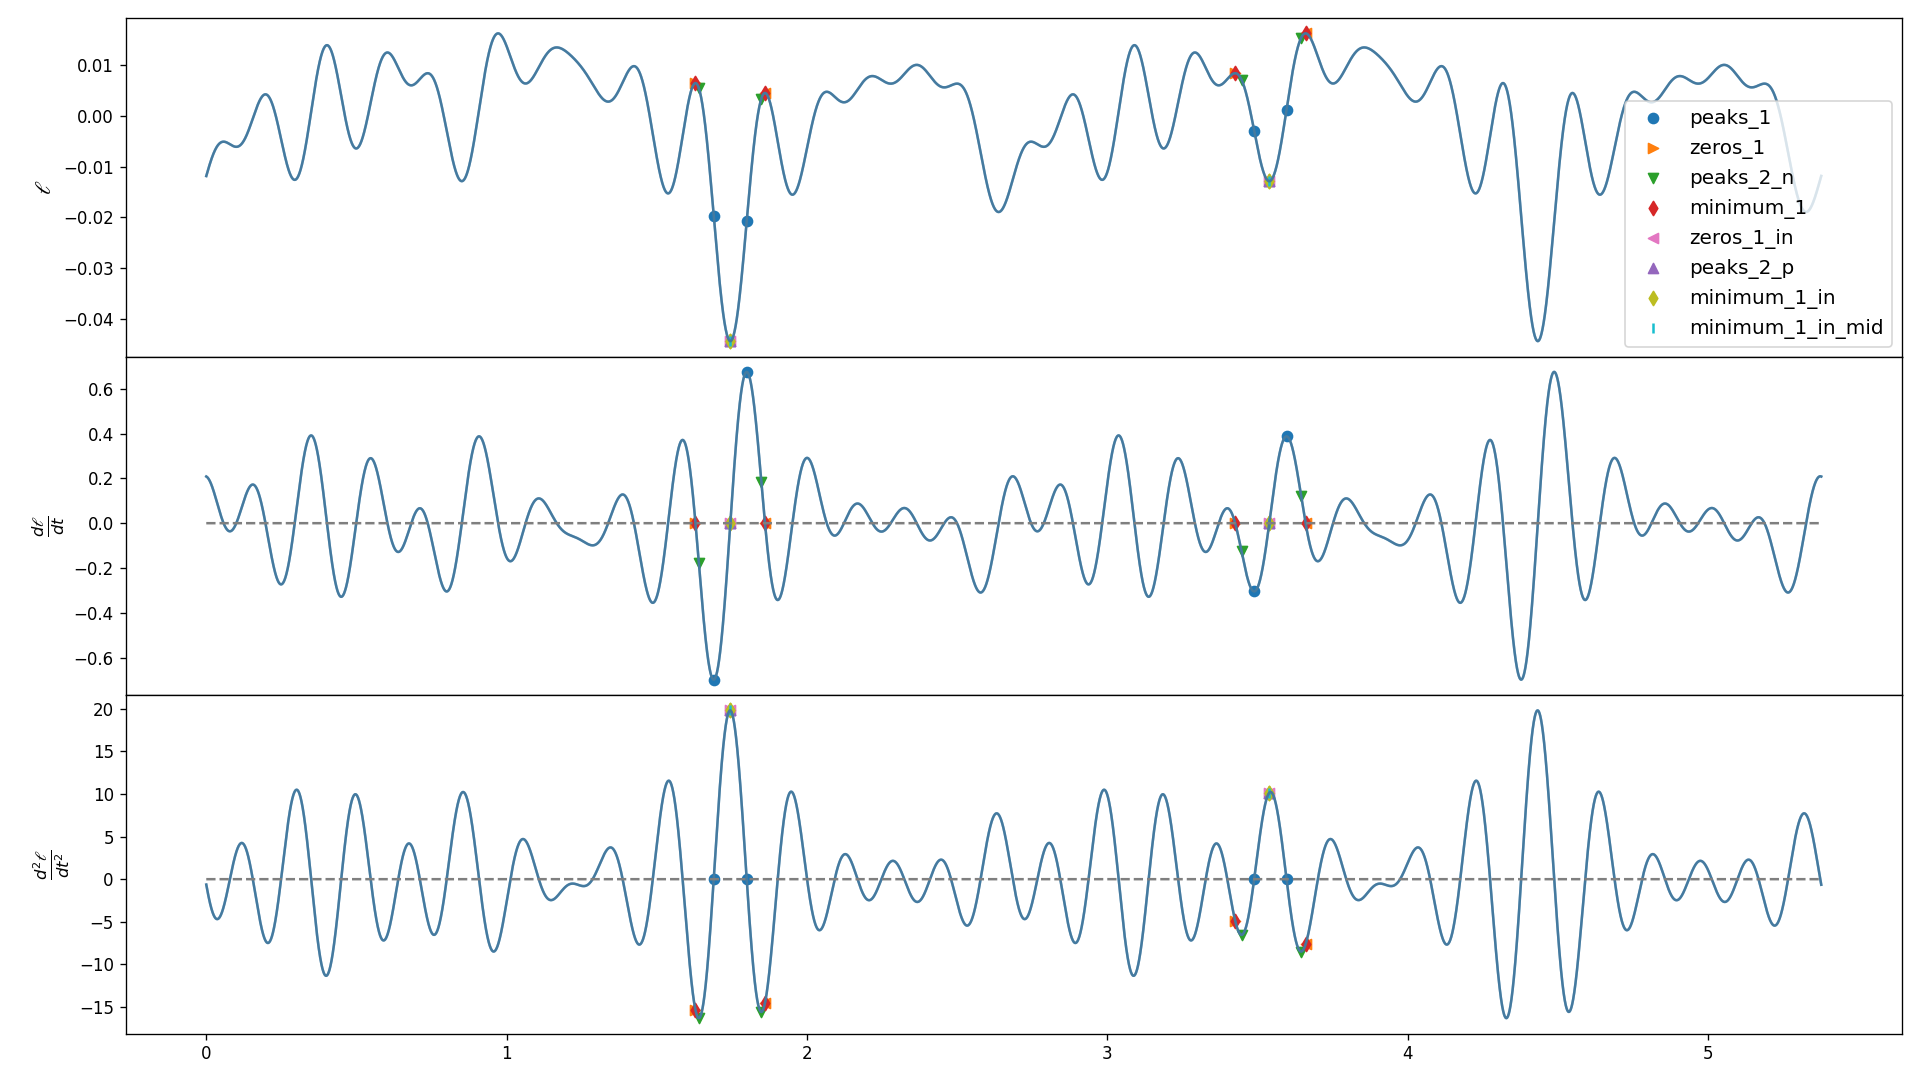 0.01
0.00
−0.01
−0.02
−0.03
−0.04
ℓ
peaks_1
zeros_1
peaks_2_n
minimum_1
zeros_1_in
peaks_2_p
minimum_1_in
minimum_1_in_mid
0.6
0.4
0.2
0.0
−0.2
−0.4
−0.6
dℓ
dt
20
15
10
5
0
−5
−10
−15
d²ℓ
dt²
0 1 2 3 4 5